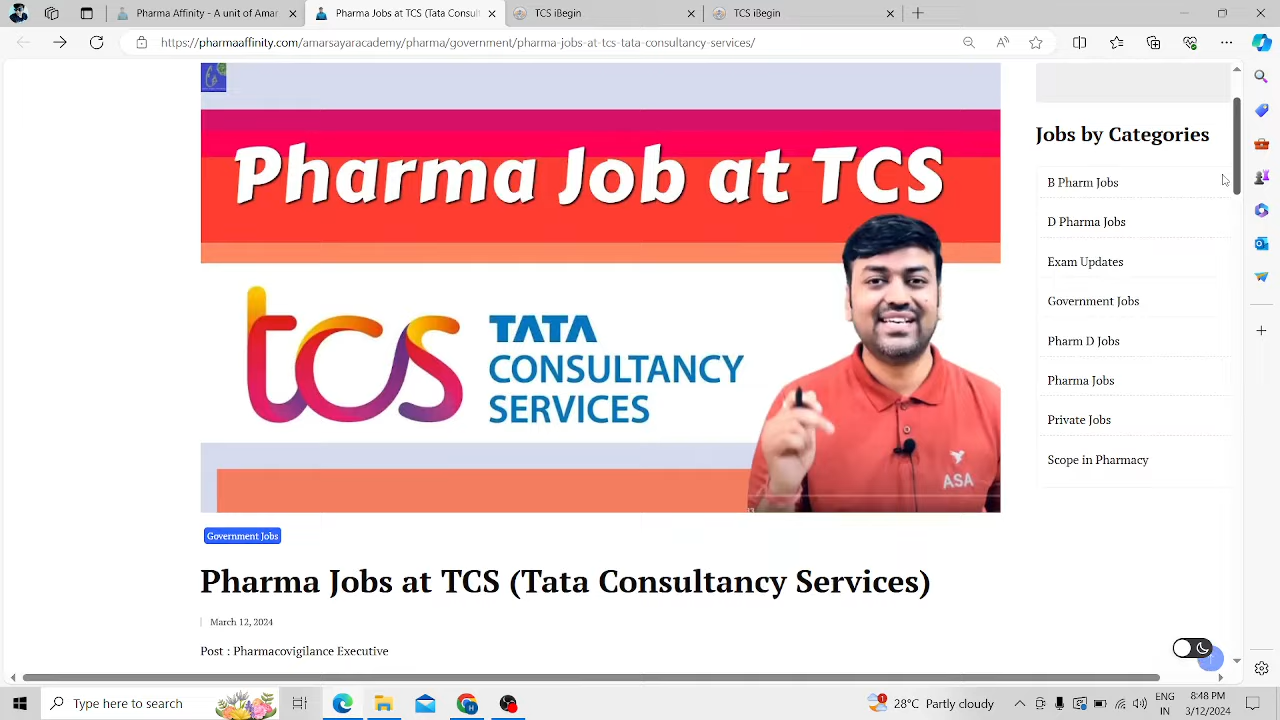 Pharma Affinity - A unit of Amar
Pharma Jobs at TCS (Tata Consult
TCS Begin
TCS Begin
https://pharmaaffinity.com/amarsayaracademy/pharma/government/pharma-jobs-at-tcs-tata-consultancy-services/
Pharma Job at TCS
tcs
TATA
CONSULTANCY
SERVICES
ASA
Jobs by Categories
B Pharm Jobs
D Pharma Jobs
Exam Updates
Government Jobs
Pharm D Jobs
Pharma Jobs
Private Jobs
Scope in Pharmacy
Government Jobs
Pharma Jobs at TCS (Tata Consultancy Services)
March 12, 2024
Post : Pharmacovigilance Executive
Type here to search
28°C Partly cloudy
ENG
IN
8:48 PM
3/12/2024